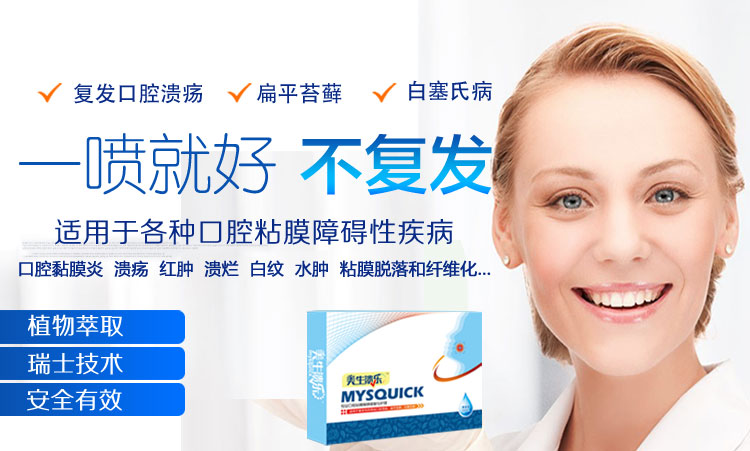 复发口腔溃疡 扁平苔藓 白塞氏病
一喷就好 不复发
适用于各种口腔粘膜障碍性疾病
口腔黏膜炎 溃疡 红肿 溃烂 白纹 水肿 粘膜脱落和纤维化...
植物萃取
瑞士技术
安全有效
MYSQUICK